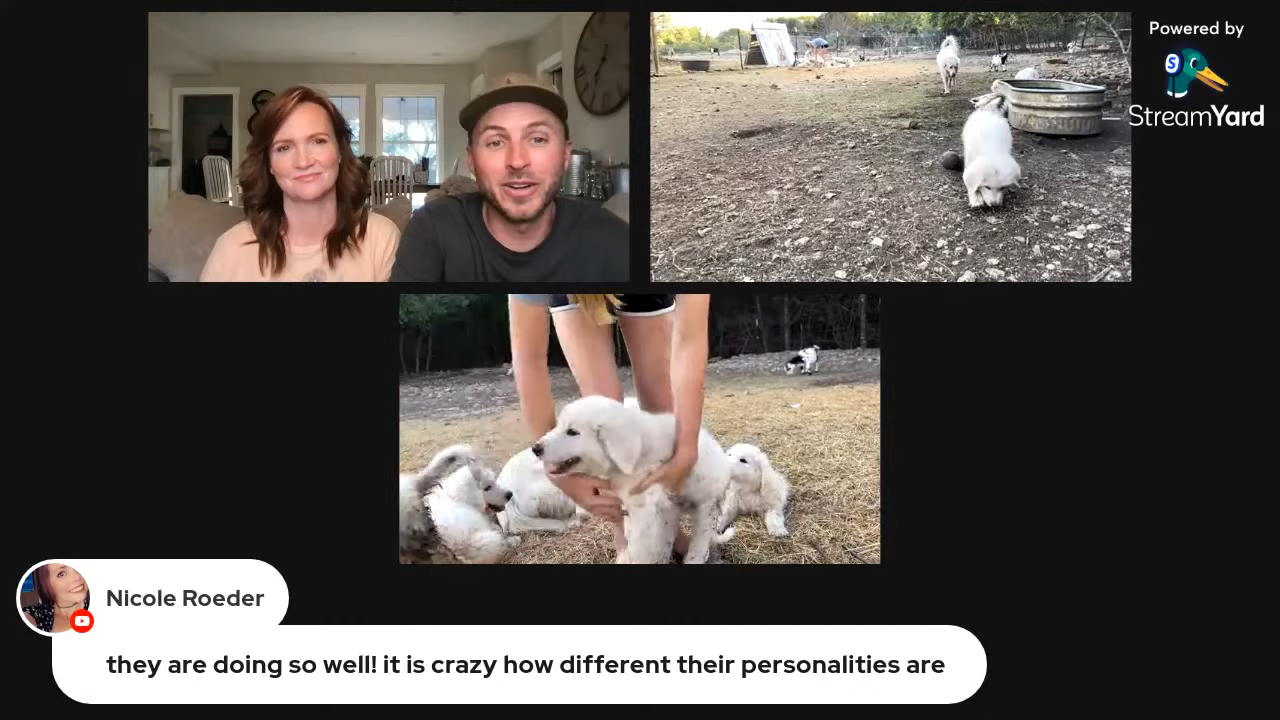 Powered by
StreamYard
Nicole Roeder
they are doing so well! it is crazy how different their personalities are